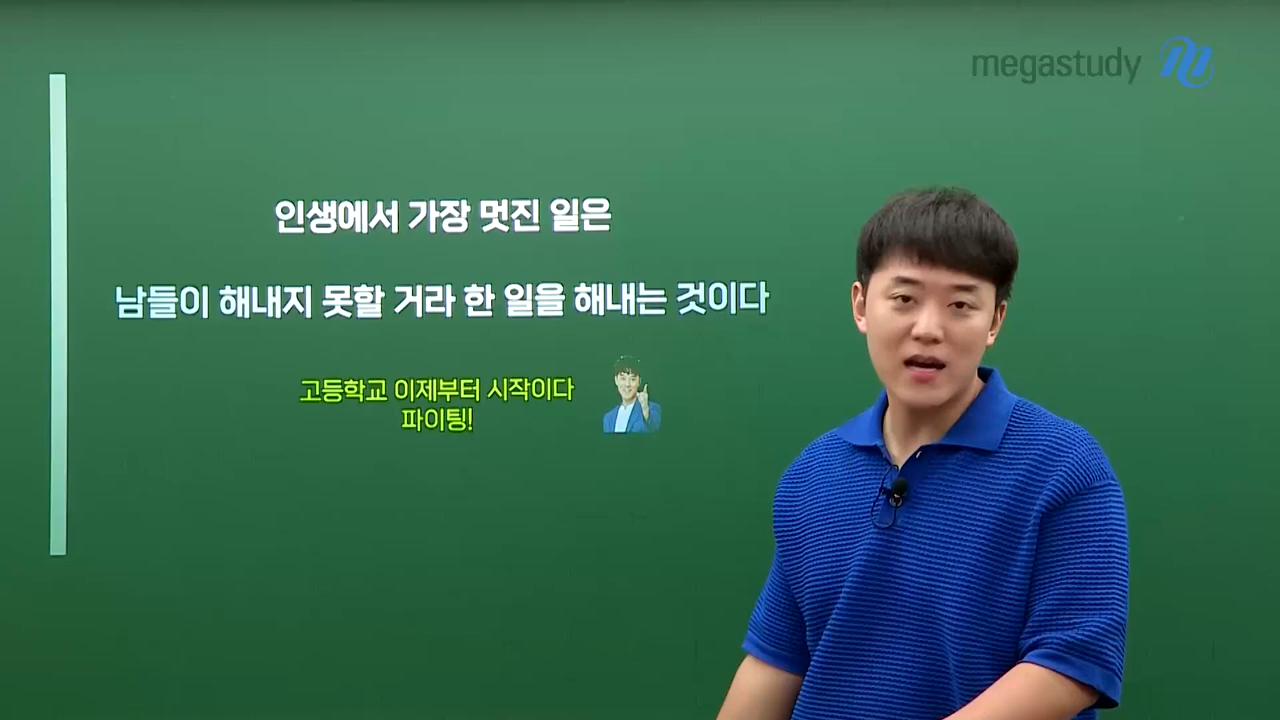 megastudy
인생에서 가장 멋진 일은
남들이 해내지 못할 거라 한 일을 해내는 것이다
고등학교 이제부터 시작이다
파이팅!